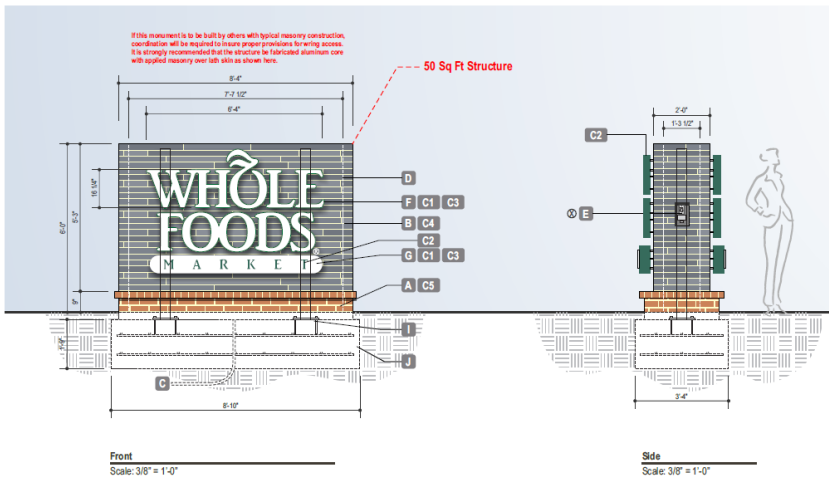 If this monument is to be built by others with typical masonry construction,
coordination will be required to insure proper provisions for wring access.
It is strongly recommended that the structure be fabricated aluminum core
with applied masonry over lath skin as shown here.
50 Sq Ft Structure
8'-4"
7'-7 1/2"
6'-4"
2'-0"
1'-3 1/2"
C2
WHOLE
FOODS
®
MARKET
16 1/4"
5'-3"
6'-0"
9"
D
F C1 C3
B C4
C2
G C1 C3
A C5
E
I
J
C
8'-10"
3'-4"
Front
Scale: 3/8" = 1'-0"
Side
Scale: 3/8" = 1'-0"